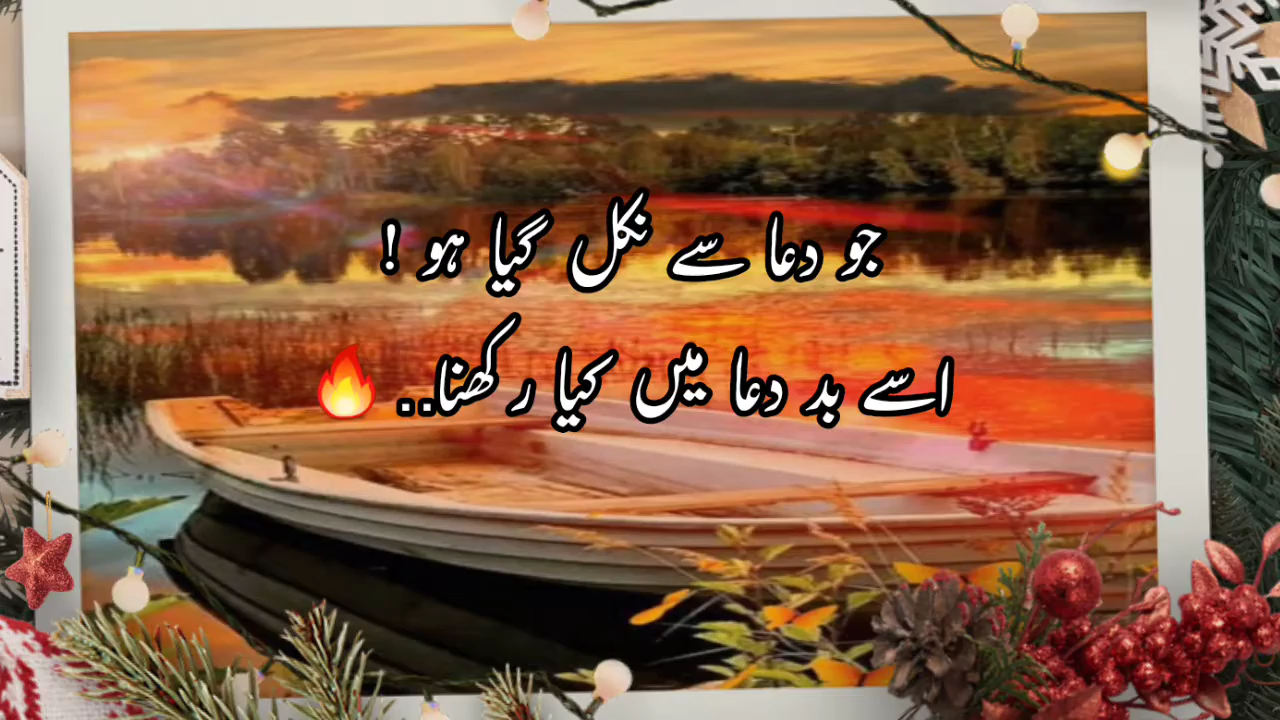 جو دعا سے نکل گیا ہو !
اسے بد دعا میں کیا رکھنا.. 🔥